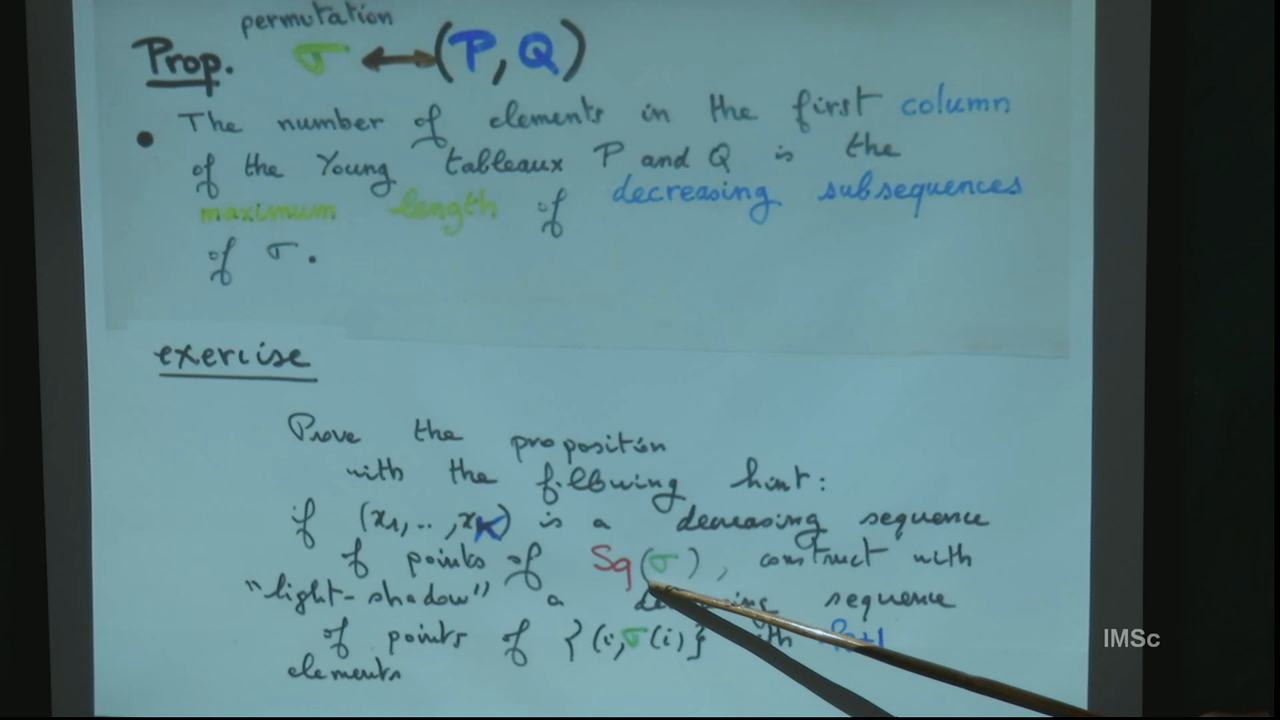 permutation
Prop. σ ↔ (P, Q)
• The number of elements in the first column
of the Young tableaux P and Q is the
maximum length of decreasing subsequences
of σ.
exercise
Prove the proposition
with the following hint:
if (x₁, .. , xₖ) is a decreasing sequence
of points of Sq(σ), construct with
"light-shadow" a sequence
of points of {(i, σ(i)}
elements
IMSc